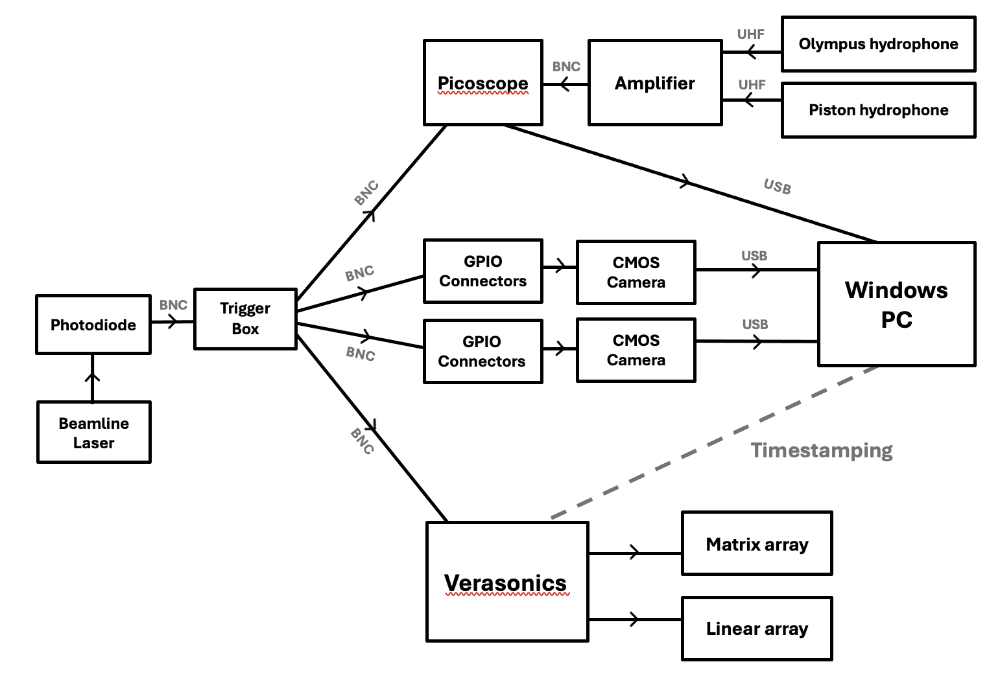 UHF
Olympus hydrophone
BNC
Picoscope
Amplifier
UHF
Piston hydrophone
BNC
USB
GPIO
Connectors
CMOS
Camera
USB
Windows
PC
BNC
Photodiode
BNC
Trigger
Box
BNC
GPIO
Connectors
CMOS
Camera
USB
Beamline
Laser
BNC
Timestamping
Verasonics
Matrix array
Linear array